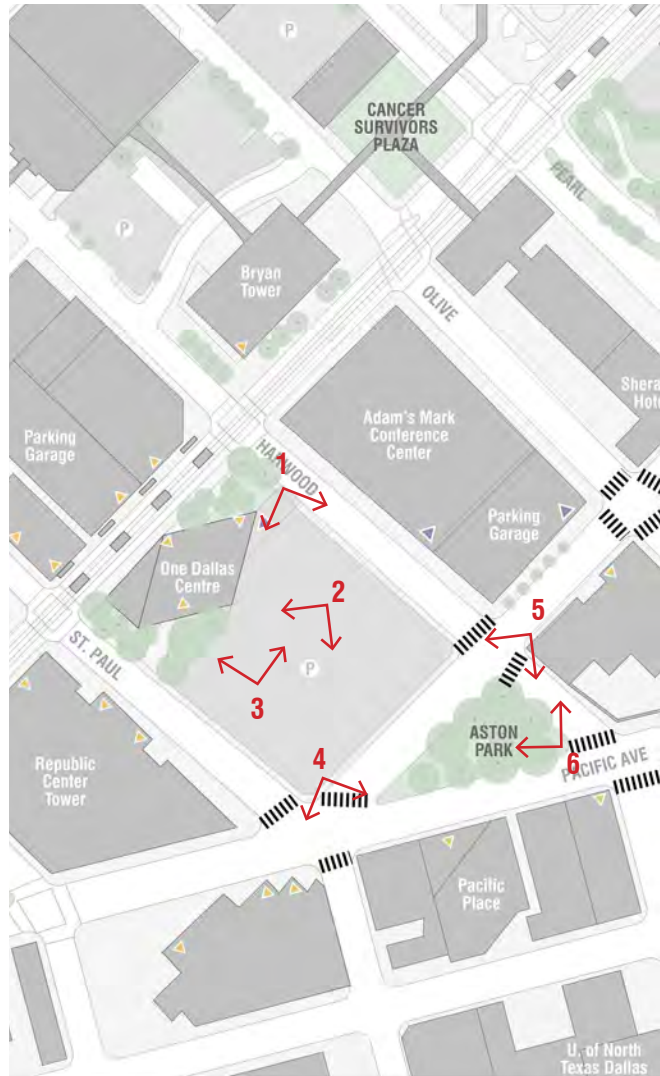 P
CANCER
SURVIVORS
PLAZA
PEARL
P
Bryan
Tower
OLIVE
Adam's Mark
Conference
Center
Parking
Garage
HARWOOD
1
Parking
Garage
One Dallas
Centre
2
5
ST. PAUL
3
P
ASTON
PARK
6
PACIFIC AVE
4
Republic
Center
Tower
Pacific
Place
U. of North
Texas Dallas